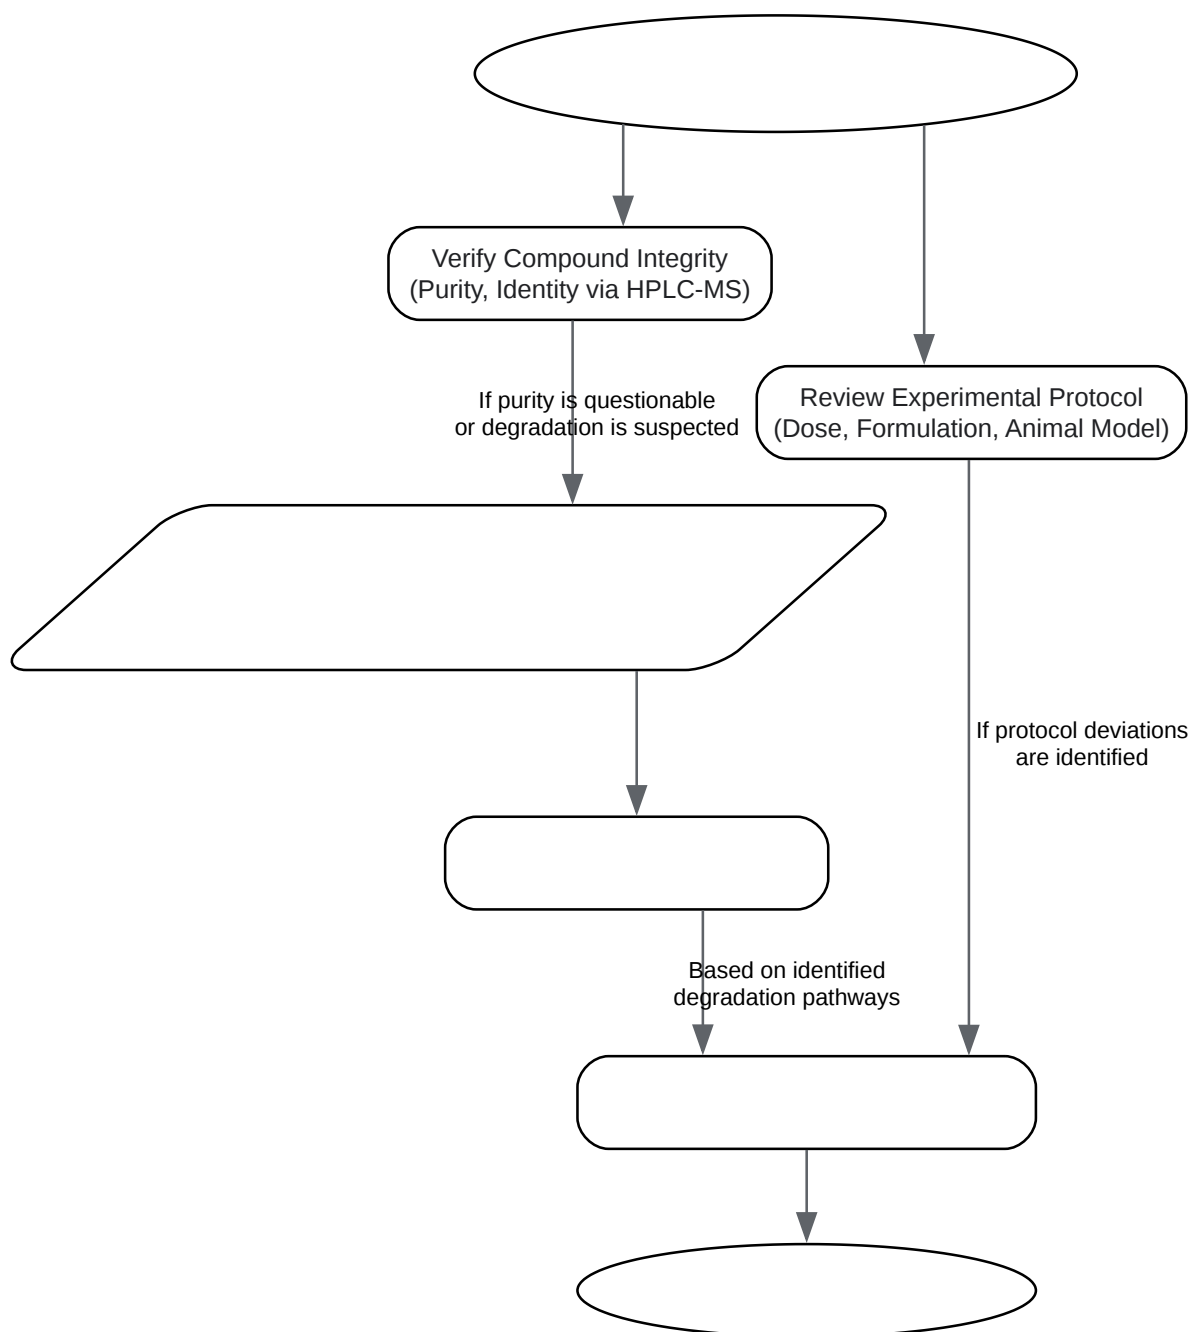 Verify Compound Integrity
(Purity, Identity via HPLC-MS)
If purity is questionable
or degradation is suspected
Review Experimental Protocol
(Dose, Formulation, Animal Model)
If protocol deviations
are identified
Based on identified
degradation pathways